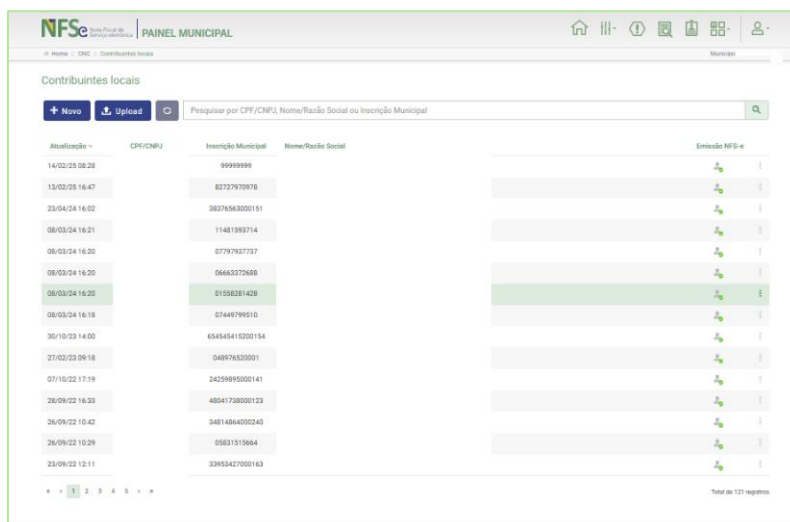 NFSe Nota Fiscal de Serviço eletrônica PAINEL MUNICIPAL
Home CNC Contribuintes locais
Contribuintes locais
+ Novo Upload Pesquisar por CPF/CNPJ, Nome/Razão Social ou Inscrição Municipal
Atualização CPF/CNPJ Inscrição Municipal Nome/Razão Social Emissão NFS-e
14/02/25 08:28 99999999
13/02/25 16:47 82727970978
23/04/24 16:02 38376563000151
08/03/24 16:21 11481593714
08/03/24 16:20 07797937737
08/03/24 16:20 06663372688
08/03/24 16:20 01558281428
08/03/24 16:18 07449799510
30/10/23 14:00 654545415200154
27/02/23 09:18 048976520001
07/10/22 17:19 24259895000141
28/09/22 16:33 48041738000123
26/09/22 10:42 34814864000240
26/09/22 10:29 05831515664
23/09/22 12:11 33953427000163
« ‹ 1 2 3 4 5 › » Total de 121 registros